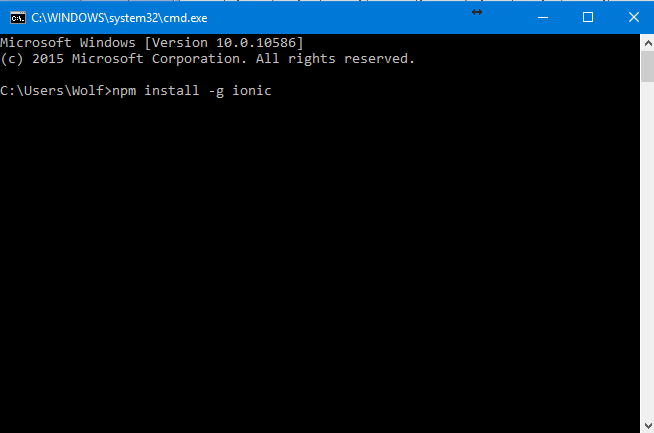 C:\WINDOWS\system32\cmd.exe
Microsoft Windows [Version 10.0.10586]
(c) 2015 Microsoft Corporation. All rights reserved.
C:\Users\Wolf>npm install -g ionic